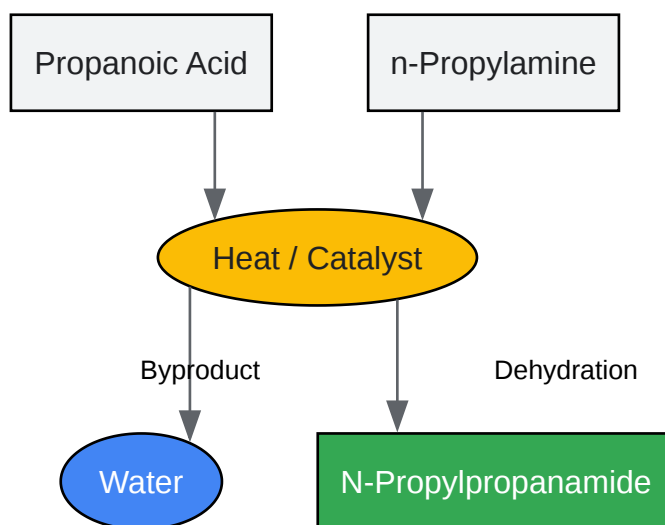 Propanoic Acid
n-Propylamine
Heat / Catalyst
Byproduct
Dehydration
Water
N-Propylpropanamide